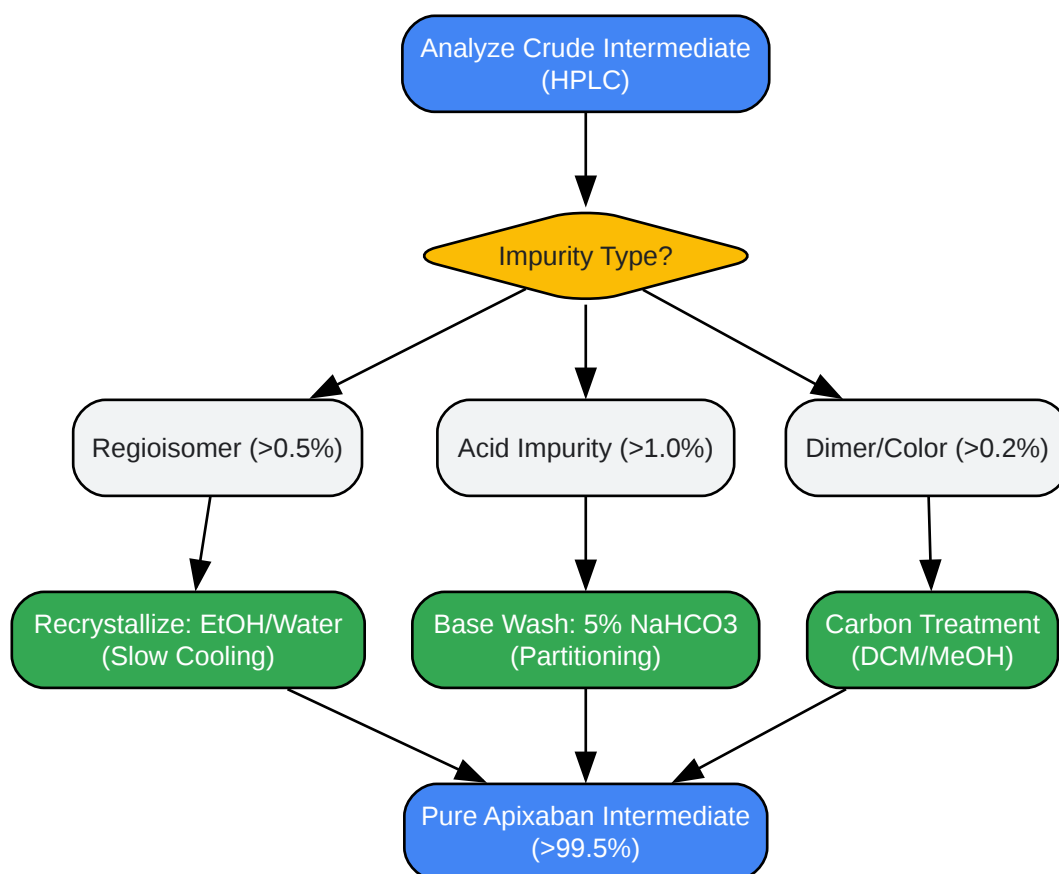 Analyze Crude Intermediate
(HPLC)
Impurity Type?
Regioisomer (>0.5%)
Acid Impurity (>1.0%)
Dimer/Color (>0.2%)
Recrystallize: EtOH/Water
(Slow Cooling)
Base Wash: 5% NaHCO3
(Partitioning)
Carbon Treatment
(DCM/MeOH)
Pure Apixaban Intermediate
(>99.5%)